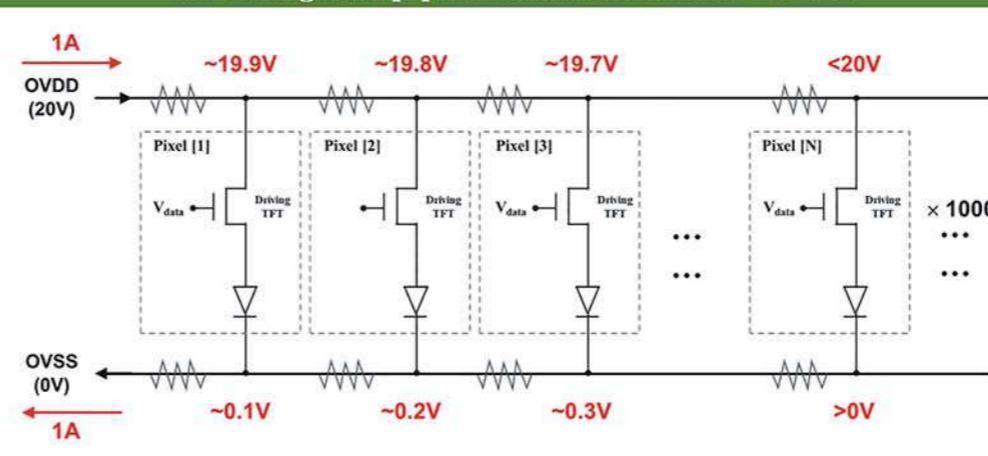 1A
~19.9V
~19.8V
~19.7V
<20V
OVDD
(20V)
Pixel [1]
Pixel [2]
Pixel [3]
Pixel [N]
Vdata
Driving
TFT
Driving
TFT
Vdata
Driving
TFT
Vdata
Driving
TFT
× 1000
...
...
...
...
OVSS
(0V)
~0.1V
~0.2V
~0.3V
>0V
1A